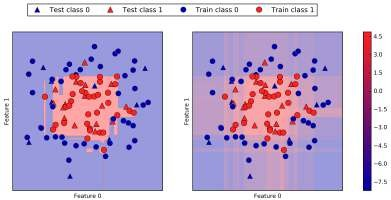 Test class 0 Test class 1 Train class 0 Train class 1
Feature 1
Feature 0
Feature 1
Feature 0
4.5
3.0
1.5
0.0
−1.5
−3.0
−4.5
−6.0
−7.5